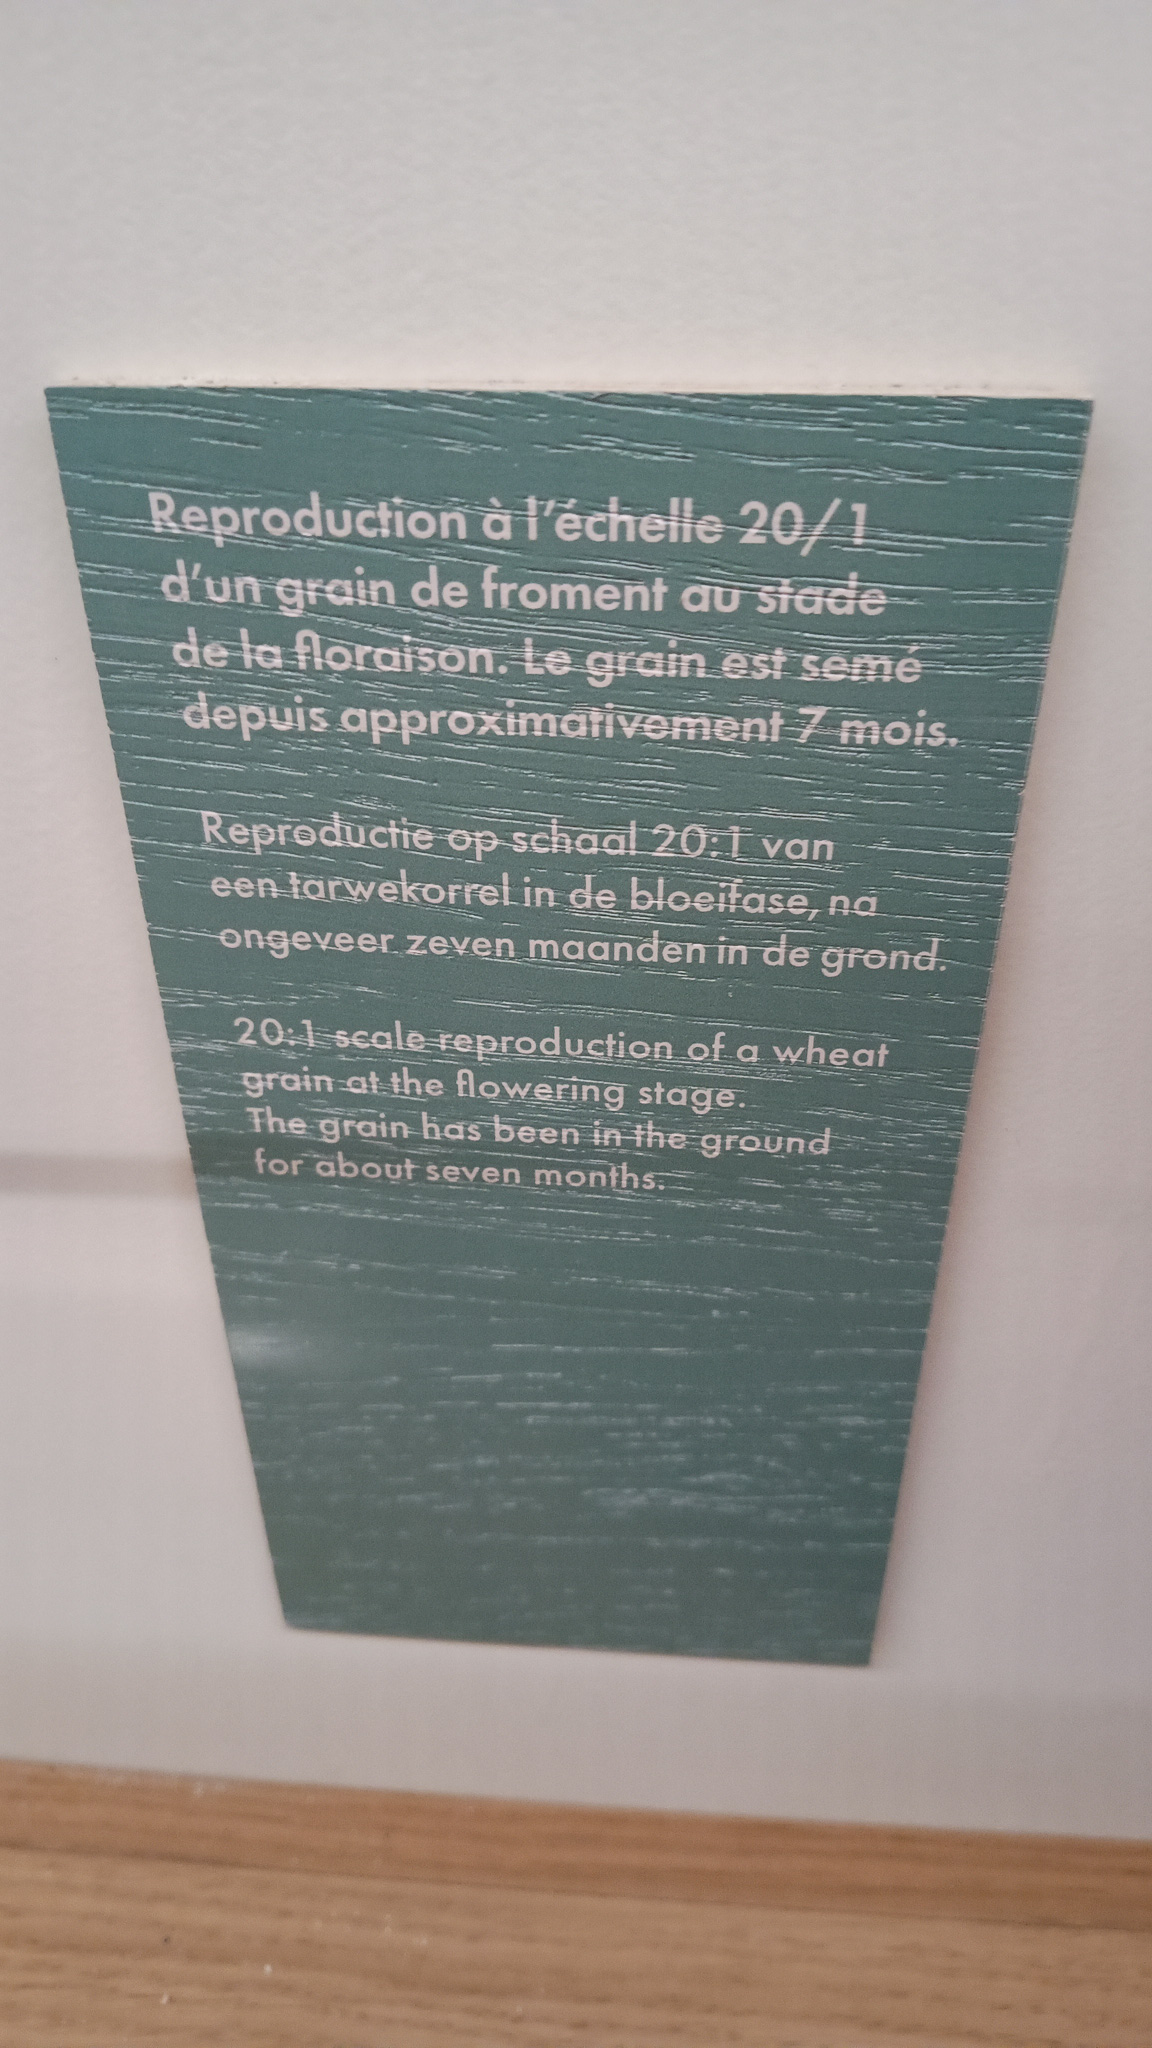 Reproduction à l'échelle 20/1
d'un grain de froment au stade
de la floraison. Le grain est semé
depuis approximativement 7 mois.
Reproductie op schaal 20:1 van
een tarwekorrel in de bloeifase, na
ongeveer zeven maanden in de grond.
20:1 scale reproduction of a wheat
grain at the flowering stage.
The grain has been in the ground
for about seven months.